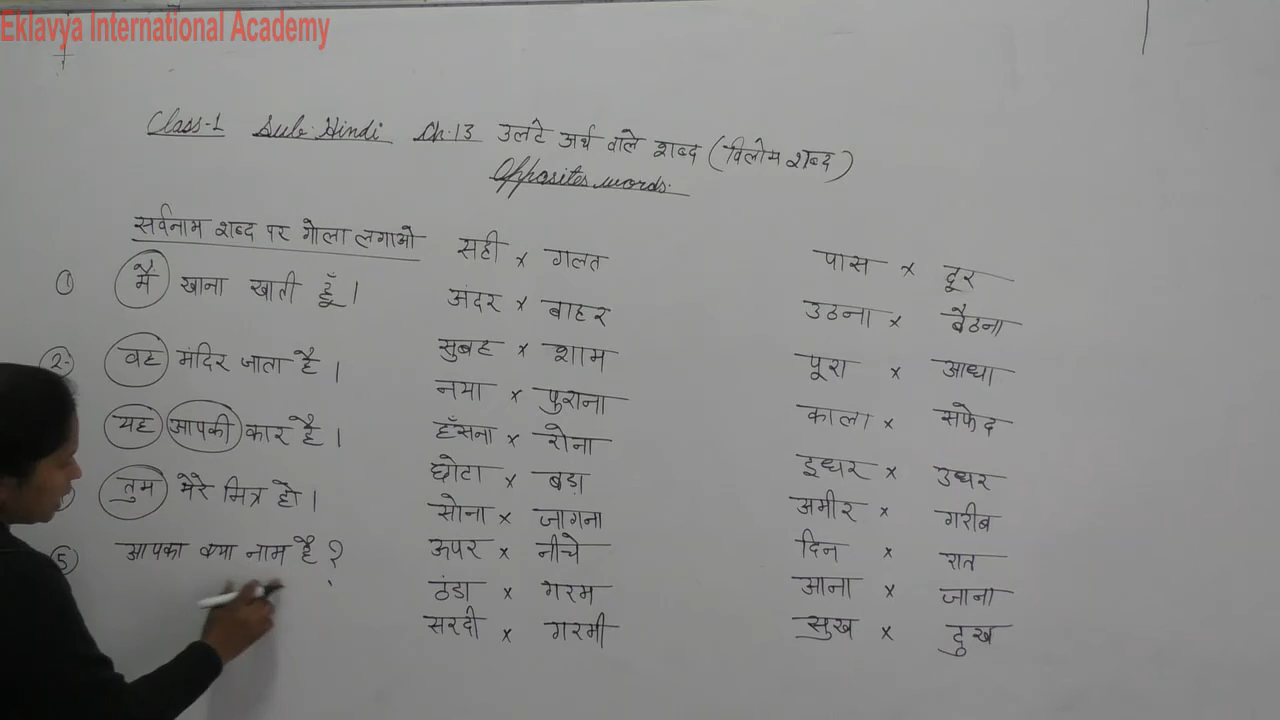 Eklavya International Academy
Class-1 Sub: Hindi Ch.13 उलटे अर्थ वाले शब्द (विलोम शब्द)
Opposites words.
सर्वनाम शब्द पर गोला लगाओ
① मैं खाना खाती हूँ।
2. वह मंदिर जाता है।
यह आपकी कार है।
तुम मेरे मित्र हो।
⑤ आपका क्या नाम है?
सही × गलत
अंदर × बाहर
सुबह × शाम
नया × पुराना
हँसना × रोना
छोटा × बड़ा
सोना × जागना
ऊपर × नीचे
ठंडा × गरम
सरदी × गरमी
पास × दूर
उठना × बैठना
पूरा × आधा
काला × सफेद
इधर × उधर
अमीर × गरीब
दिन × रात
आना × जाना
सुख × दुख